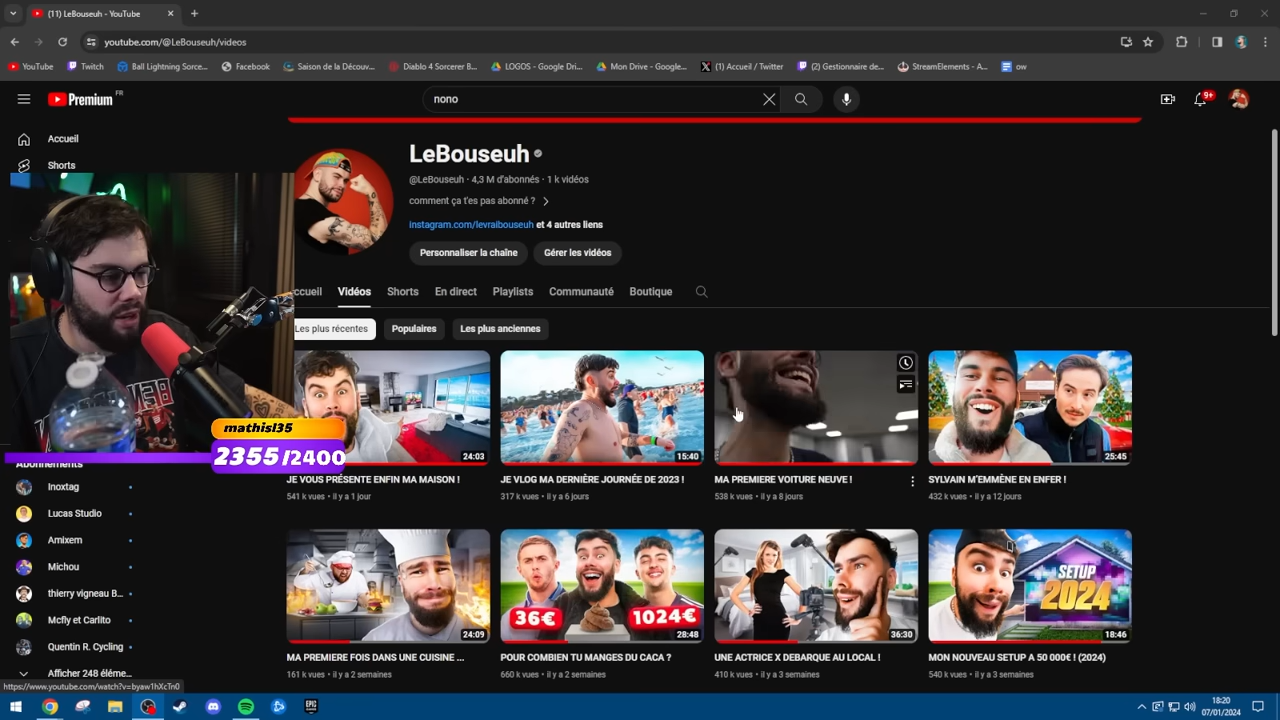 (11) LeBouseuh - YouTube
youtube.com/@LeBouseuh/videos
YouTube
Twitch
Ball Lightning Sorce...
Facebook
Saison de la Découv...
Diablo 4 Sorcerer B...
LOGOS - Google Dri...
Mon Drive - Google...
(1) Accueil / Twitter
(2) Gestionnaire de...
StreamElements - A...
ow
Premium FR
nono
9+
Accueil
Shorts
LeBouseuh
@LeBouseuh · 4,3 M d'abonnés · 1 k vidéos
comment ça t'es pas abonné ?
instagram.com/levraibouseuh et 4 autres liens
Personnaliser la chaîne
Gérer les vidéos
ccueil
Vidéos
Shorts
En direct
Playlists
Communauté
Boutique
Les plus récentes
Populaires
Les plus anciennes
mathisl35
2355/2400
24:03
15:40
25:45
JE VOUS PRÉSENTE ENFIN MA MAISON !
541 k vues · il y a 1 jour
JE VLOG MA DERNIÈRE JOURNÉE DE 2023 !
317 k vues · il y a 6 jours
MA PREMIERE VOITURE NEUVE !
538 k vues · il y a 8 jours
SYLVAIN M'EMMÈNE EN ENFER !
432 k vues · il y a 12 jours
Abonnements
Inoxtag
Lucas Studio
Amixem
Michou
thierry vigneau B...
Mcfly et Carlito
Quentin R. Cycling
Afficher 248 éléme...
24:09
36€
1024€
28:48
36:30
SETUP
2024
18:46
MA PREMIERE FOIS DANS UNE CUISINE ...
161 k vues · il y a 2 semaines
POUR COMBIEN TU MANGES DU CACA ?
660 k vues · il y a 2 semaines
UNE ACTRICE X DEBARQUE AU LOCAL !
410 k vues · il y a 3 semaines
MON NOUVEAU SETUP A 50 000€ ! (2024)
540 k vues · il y a 3 semaines
https://www.youtube.com/watch?v=byaw1hXcTn0
EPIC
18:20
07/01/2024